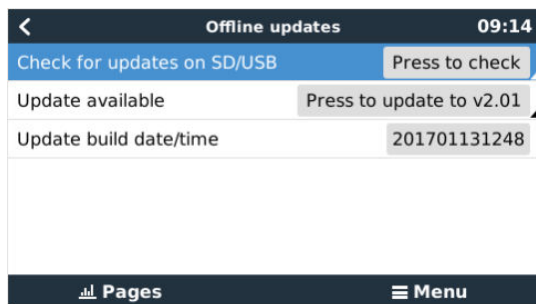 Offline updates 09:14
Check for updates on SD/USB Press to check
Update available Press to update to v2.01
Update build date/time 201701131248
Pages Menu